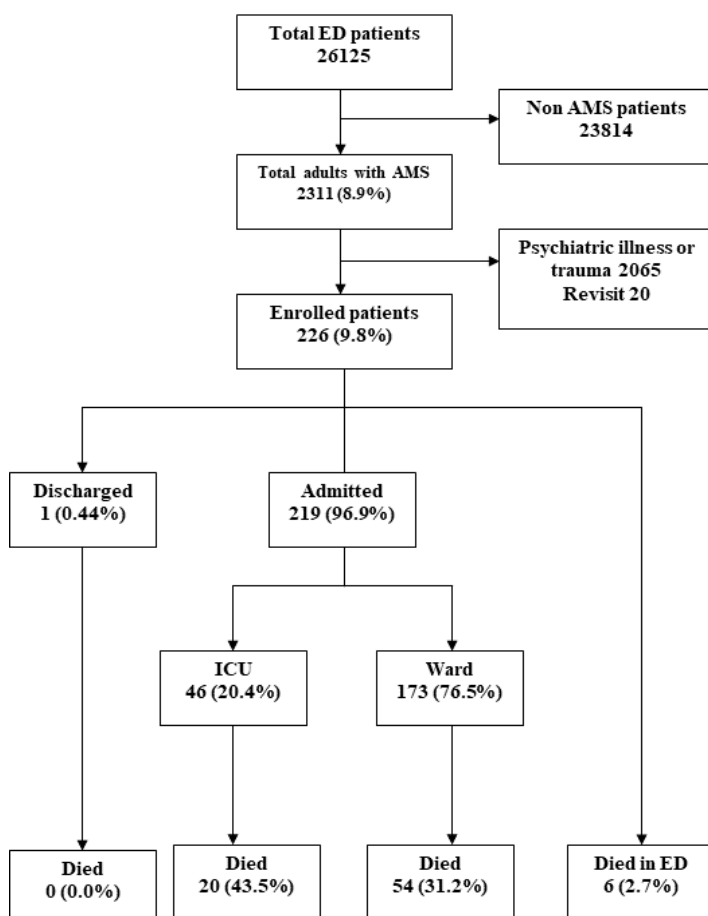 Total ED patients
26125
Non AMS patients
23814
Total adults with AMS
2311 (8.9%)
Psychiatric illness or
trauma 2065
Revisit 20
Enrolled patients
226 (9.8%)
Discharged
1 (0.44%)
Admitted
219 (96.9%)
ICU
46 (20.4%)
Ward
173 (76.5%)
Died
0 (0.0%)
Died
20 (43.5%)
Died
54 (31.2%)
Died in ED
6 (2.7%)